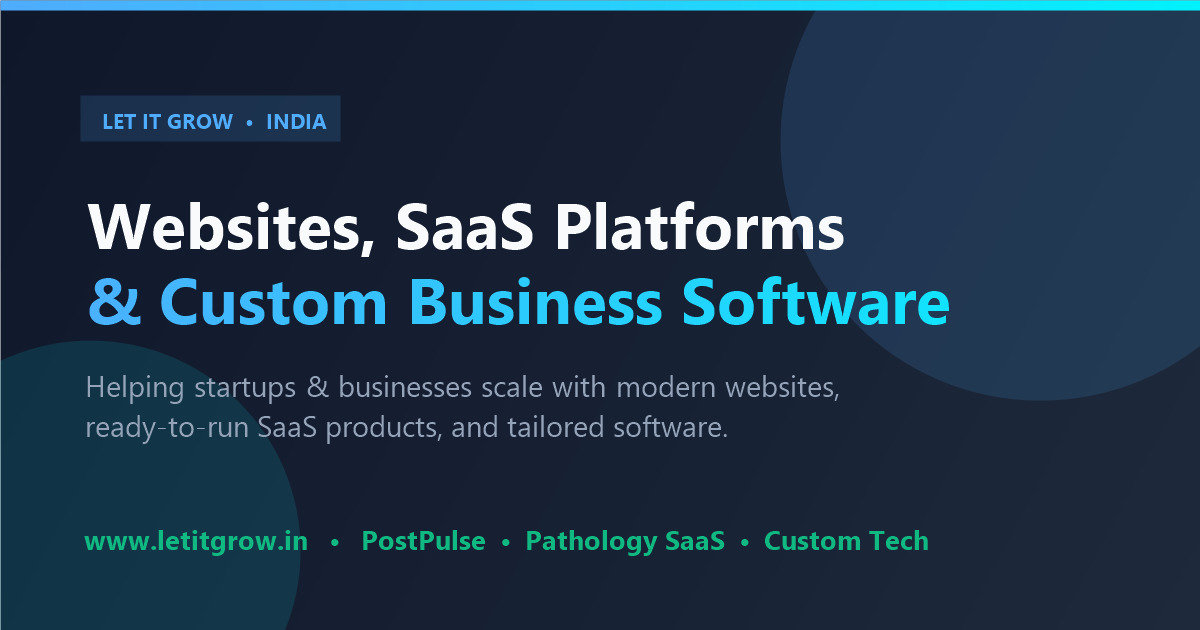 LET IT GROW • INDIA
Websites, SaaS Platforms
& Custom Business Software
Helping startups & businesses scale with modern websites,
ready-to-run SaaS products, and tailored software.
www.letitgrow.in • PostPulse • Pathology SaaS • Custom Tech